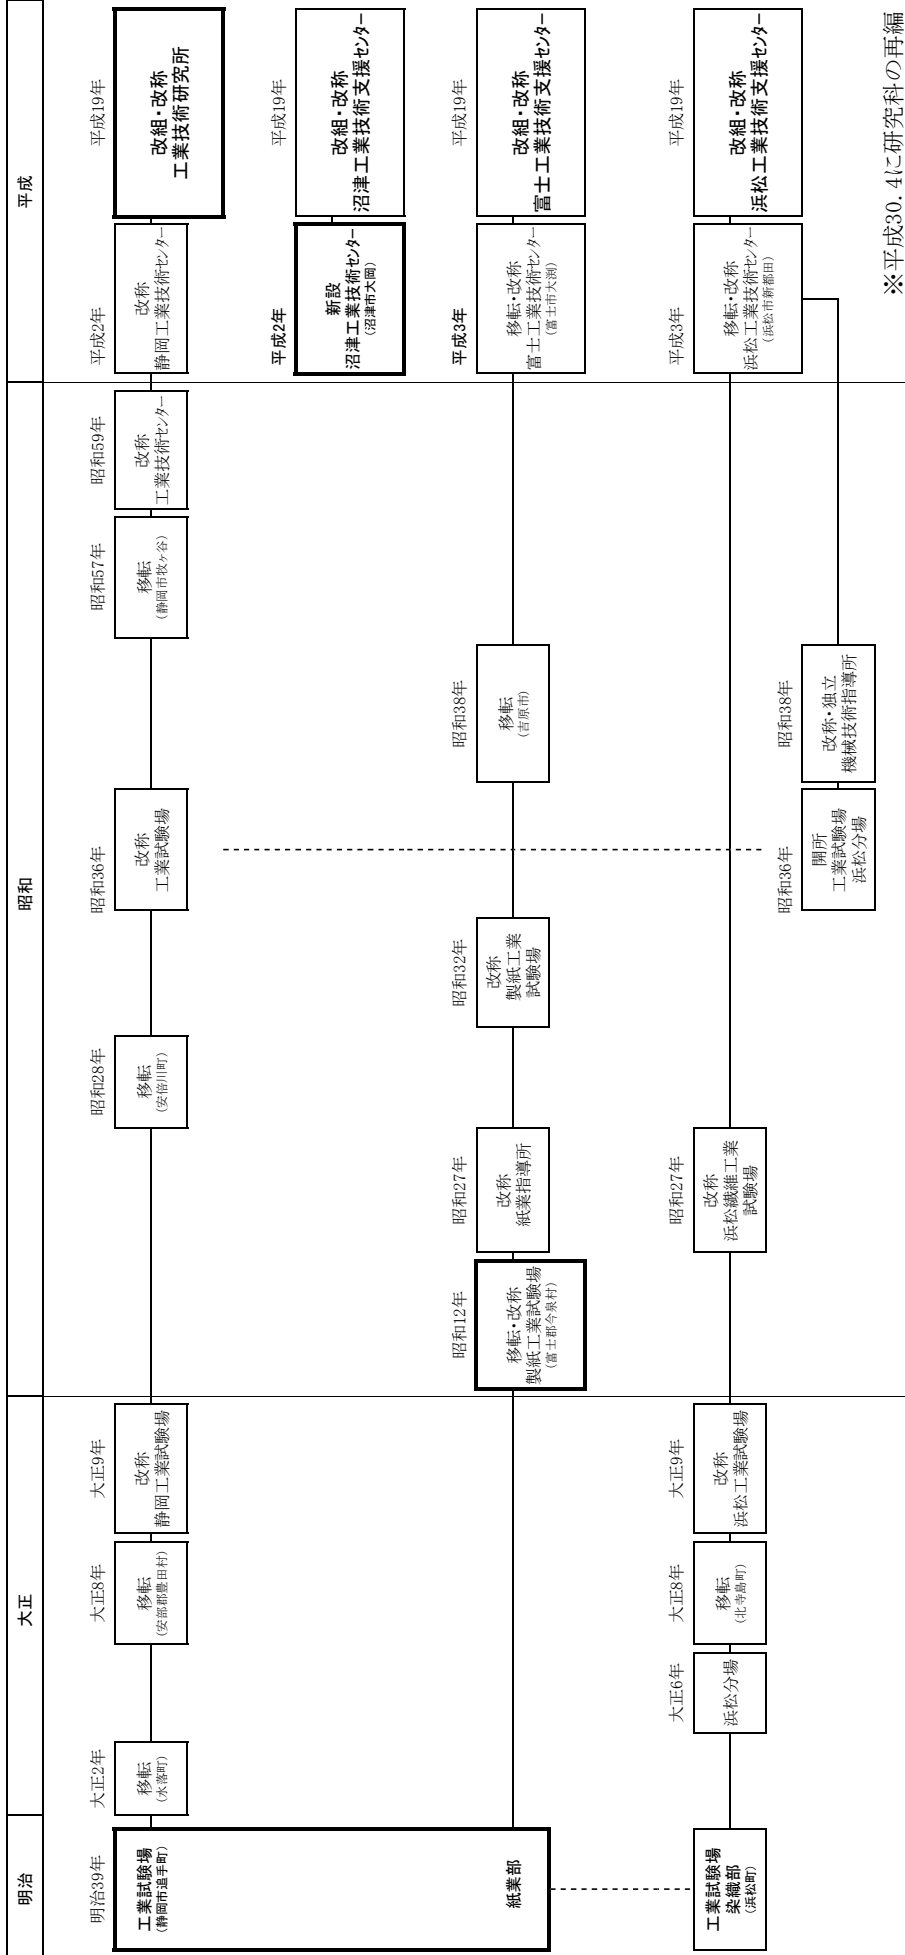 明治
大正
昭和
平成
明治39年
工業試験場
(静岡市追手町)
紙業部
大正2年
移転
(水落町)
大正8年
移転
(安部郡豊田村)
大正9年
改称
静岡工業試験場
昭和28年
移転
(安倍川町)
昭和36年
改称
工業試験場
昭和57年
移転
(静岡市牧ヶ谷)
昭和59年
改称
工業技術センター
平成2年
改称
静岡工業技術センター
平成19年
改組・改称
工業技術研究所
平成2年
新設
沼津工業技術センター
(沼津市大岡)
平成19年
改組・改称
沼津工業技術支援センター
昭和12年
移転・改称
製紙工業試験場
(富士郡今泉村)
昭和27年
改称
紙業指導所
昭和32年
改称
製紙工業
試験場
昭和38年
移転
(吉原市)
平成3年
移転・改称
富士工業技術センター
(富士市大渕)
平成19年
改組・改称
富士工業技術支援センター
工業試験場
染織部
(浜松町)
大正6年
浜松分場
大正8年
移転
(北寺島町)
大正9年
改称
浜松工業試験場
昭和27年
改称
浜松繊維工業
試験場
平成3年
移転・改称
浜松工業技術センター
(浜松市新都田)
平成19年
改組・改称
浜松工業技術支援センター
昭和36年
開所
工業試験場
浜松分場
昭和38年
改称・独立
機械技術指導所
※平成30. 4に研究科の再編